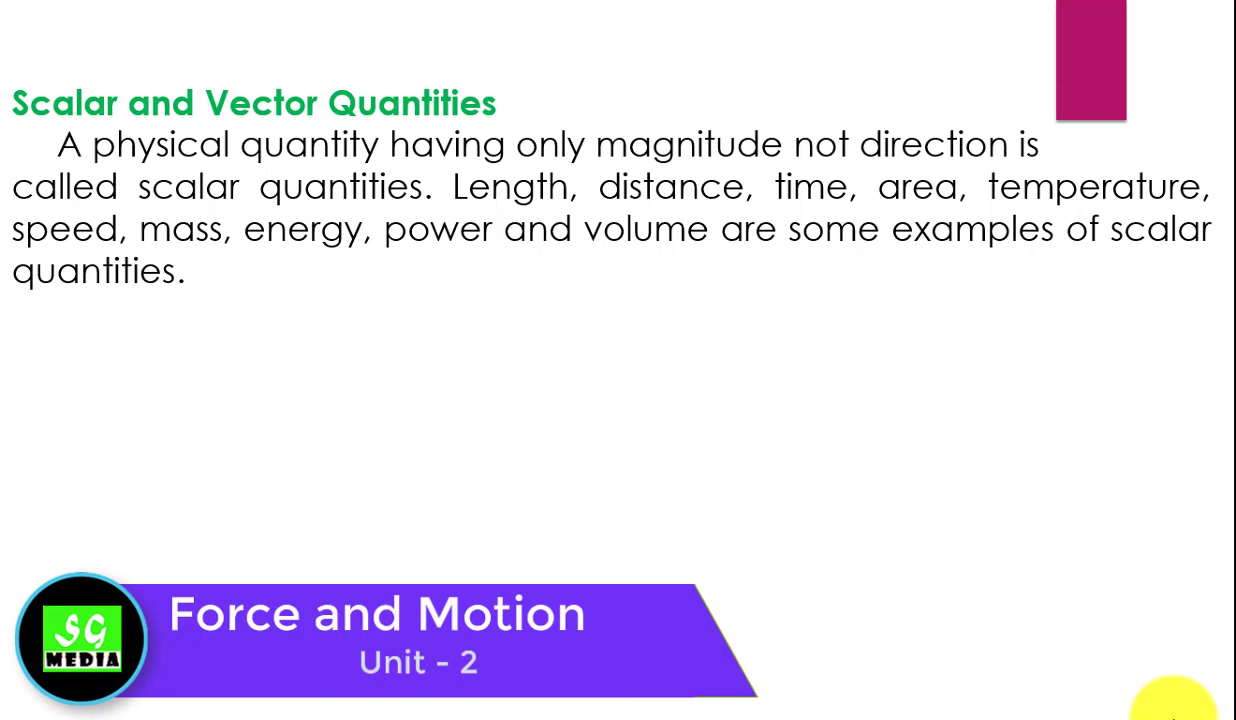 Scalar and Vector Quantities
A physical quantity having only magnitude not direction is
called scalar quantities. Length, distance, time, area, temperature,
speed, mass, energy, power and volume are some examples of scalar
quantities.
Force and Motion
Unit - 2
SG
MEDIA